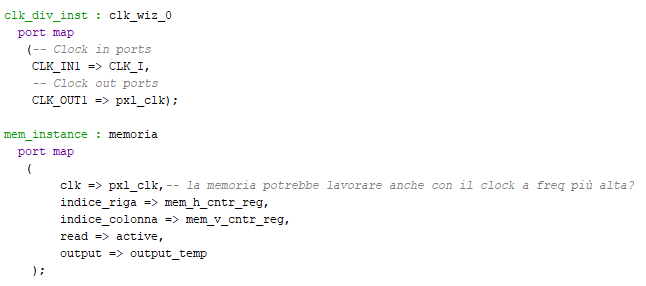 clk_div_inst : clk_wiz_0
port map
(-- Clock in ports
CLK_IN1 => CLK_I,
-- Clock out ports
CLK_OUT1 => pxl_clk);
mem_instance : memoria
port map
(
clk => pxl_clk,-- la memoria potrebbe lavorare anche con il clock a freq più alta?
indice_riga => mem_h_cntr_reg,
indice_colonna => mem_v_cntr_reg,
read => active,
output => output_temp
);